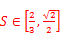 S ∈ [2/3, √2/2]